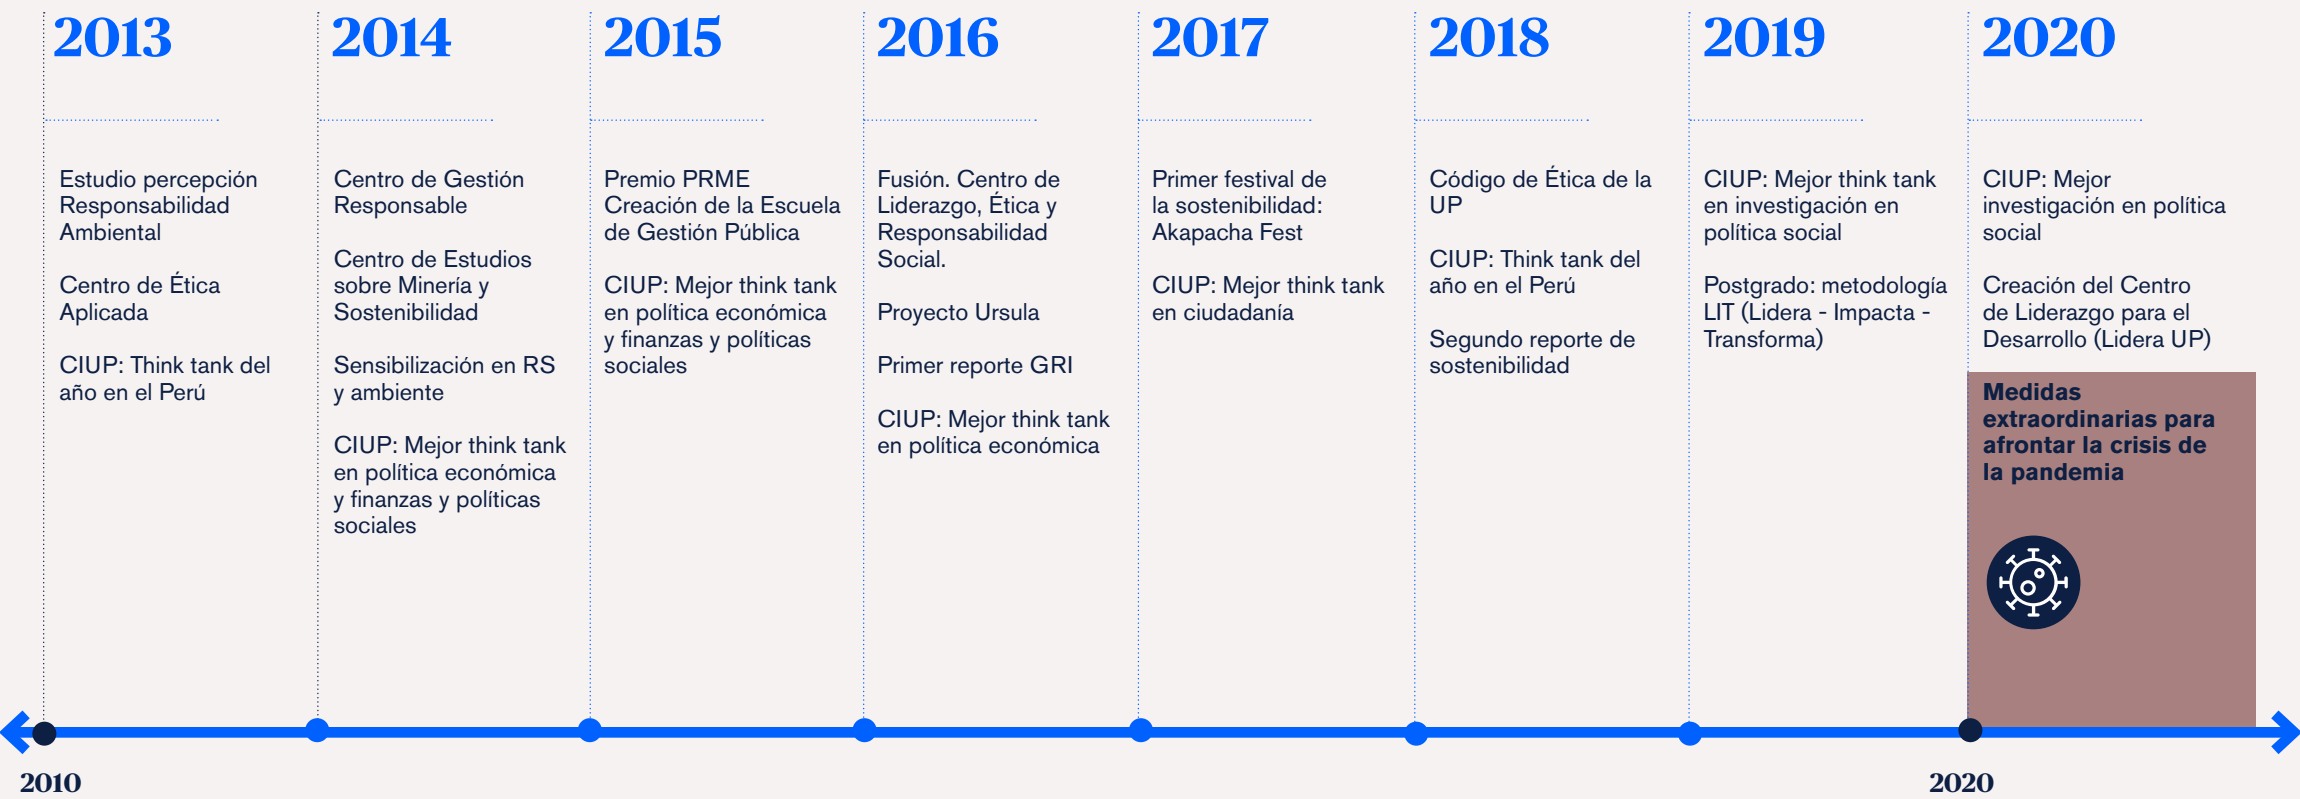 2013
Estudio percepción
Responsabilidad
Ambiental
Centro de Ética
Aplicada
CIUP: Think tank del
año en el Perú
2014
Centro de Gestión
Responsable
Centro de Estudios
sobre Minería y
Sostenibilidad
Sensibilización en RS
y ambiente
CIUP: Mejor think tank
en política económica
y finanzas y políticas
sociales
2015
Premio PRME
Creación de la Escuela
de Gestión Pública
CIUP: Mejor think tank
en política económica
y finanzas y políticas
sociales
2016
Fusión. Centro de
Liderazgo, Ética y
Responsabilidad
Social.
Proyecto Ursula
Primer reporte GRI
CIUP: Mejor think tank
en política económica
2017
Primer festival de
la sostenibilidad:
Akapacha Fest
CIUP: Mejor think tank
en ciudadanía
2018
Código de Ética de la
UP
CIUP: Think tank del
año en el Perú
Segundo reporte de
sostenibilidad
2019
CIUP: Mejor think tank
en investigación en
política social
Postgrado: metodología
LIT (Lidera - Impacta -
Transforma)
2020
CIUP: Mejor
investigación en política
social
Creación del Centro
de Liderazgo para el
Desarrollo (Lidera UP)
Medidas
extraordinarias para
afrontar la crisis de
la pandemia
2010
2020